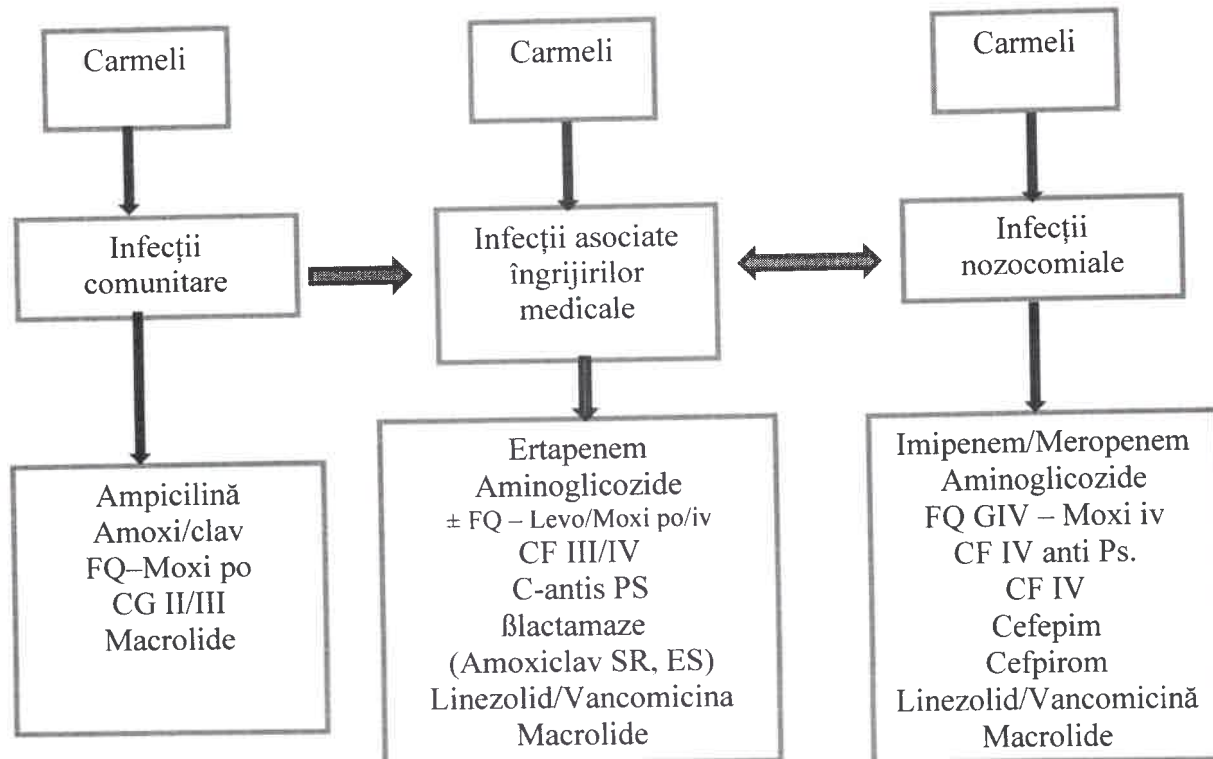 Carmeli
Infecții
comunitare
Ampicilină
Amoxi/clav
FQ–Moxi po
CG II/III
Macrolide
Carmeli
Infecții asociate
îngrijirilor
medicale
Ertapenem
Aminoglicozide
± FQ – Levo/Moxi po/iv
CF III/IV
C-antis PS
ßlactamaze
(Amoxiclav SR, ES)
Linezolid/Vancomicina
Macrolide
Carmeli
Infecții
nozocomiale
Imipenem/Meropenem
Aminoglicozide
FQ GIV – Moxi iv
CF IV anti Ps.
CF IV
Cefepim
Cefpirom
Linezolid/Vancomicină
Macrolide